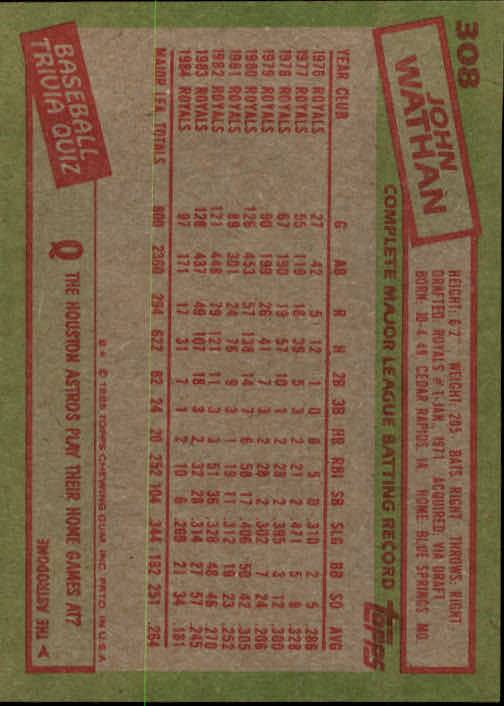 308
JOHN WATHAN
HEIGHT: 6'2 WEIGHT: 205 BATS: RIGHT THROWS: RIGHT
DRAFTED: ROYALS #1-JAN. 1971 ACQUIRED: VIA DRAFT
BORN: 10-4-49 CEDAR RAPIDS, IA. HOME: BLUE SPRINGS, MO.
COMPLETE MAJOR LEAGUE BATTING RECORD
TOPPS
YEAR CLUB G AB R H 2B 3B HR RBI SB SLG BB SO AVG
1976 ROYALS 27 42 5 12 1 0 0 5 0 .310 2 5 .286
1977 ROYALS 55 119 18 39 5 3 2 21 2 .471 5 8 .328
1978 ROYALS 67 190 19 57 10 1 2 28 2 .395 3 12 .300
1979 ROYALS 90 199 26 41 7 3 2 28 2 .302 7 24 .206
1980 ROYALS 126 453 57 138 14 7 6 58 17 .406 50 42 .305
1981 ROYALS 89 301 24 76 9 3 1 19 11 .312 19 23 .252
1982 ROYALS 121 448 79 121 11 3 3 51 36 .328 48 46 .270
1983 ROYALS 128 437 49 107 18 3 2 32 28 .314 27 57 .245
1984 ROYALS 97 171 17 31 7 1 2 10 6 .269 21 34 .181
MAJOR LEA. TOTALS 800 2360 294 622 82 24 20 252 104 .344 182 251 .264
© 1985 TOPPS CHEWING GUM, INC. PRTD. IN U.S.A.
BASEBALL TRIVIA QUIZ
Q THE HOUSTON ASTROS PLAY THEIR HOME GAMES AT?
A THE ASTRODOME